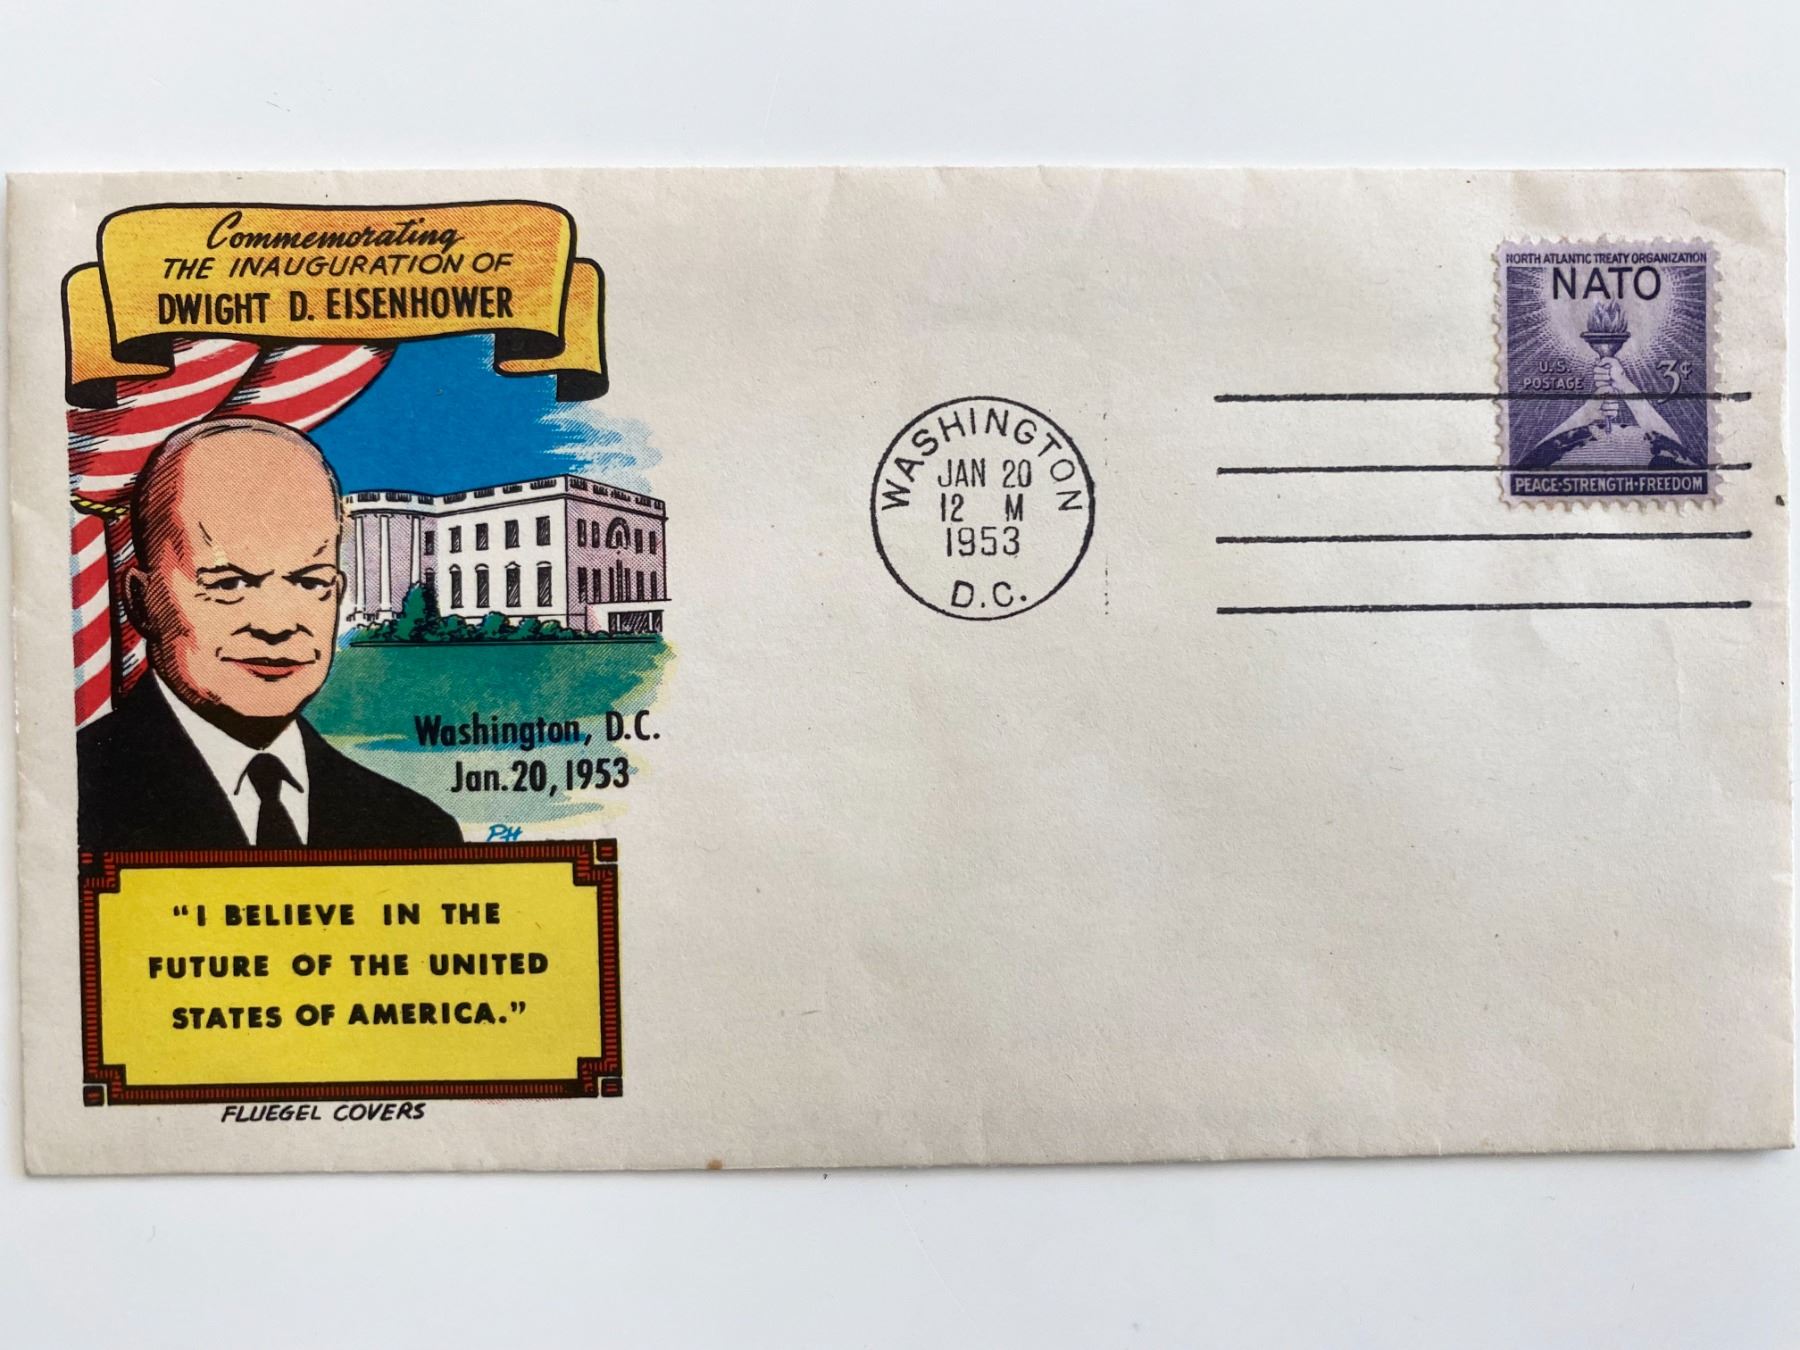 Commemorating
THE INAUGURATION OF
DWIGHT D. EISENHOWER
Washington, D.C.
Jan. 20, 1953
PH
"I BELIEVE IN THE
FUTURE OF THE UNITED
STATES OF AMERICA."
FLUEGEL COVERS
WASHINGTON
JAN 20
12 M
1953
D.C.
NORTH ATLANTIC TREATY ORGANIZATION
NATO
U.S.
POSTAGE
3¢
PEACE·STRENGTH·FREEDOM